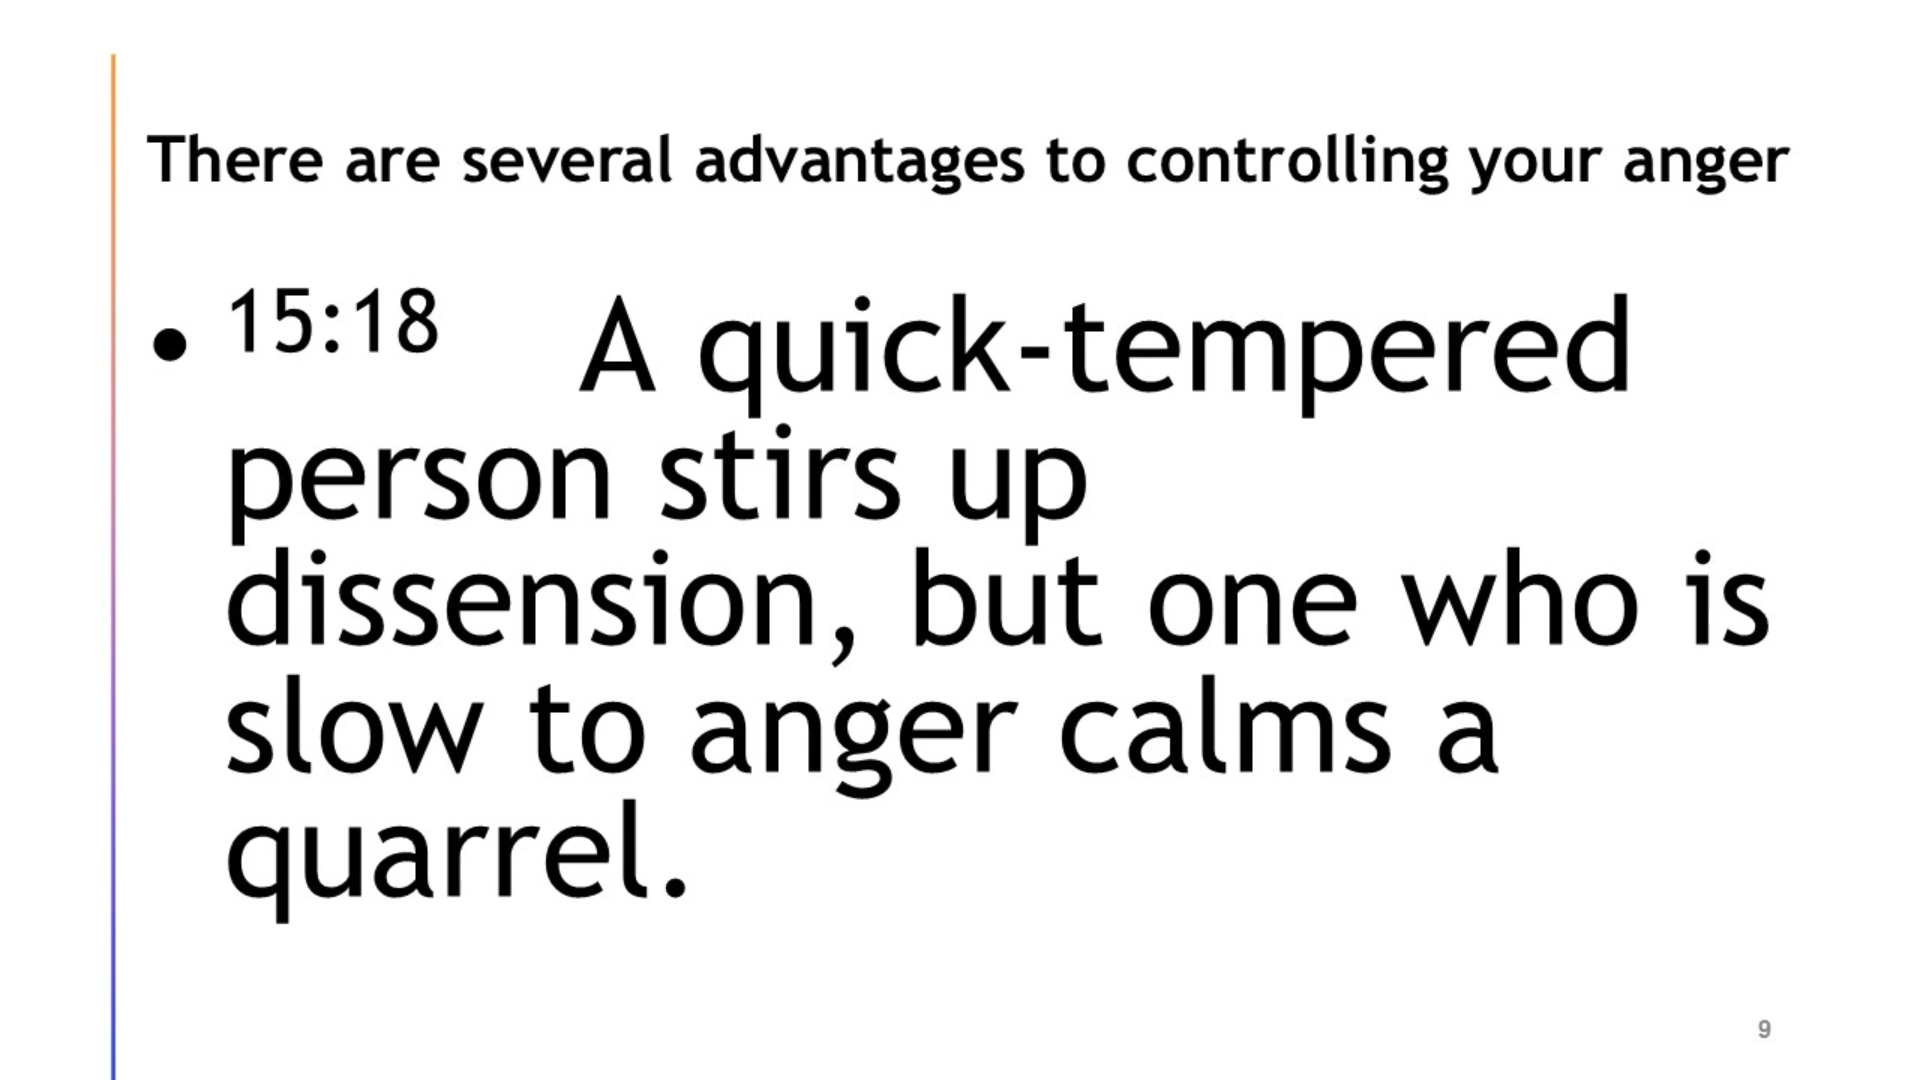 There are several advantages to controlling your anger
• 15:18 A quick-tempered
person stirs up
dissension, but one who is
slow to anger calms a
quarrel.
9